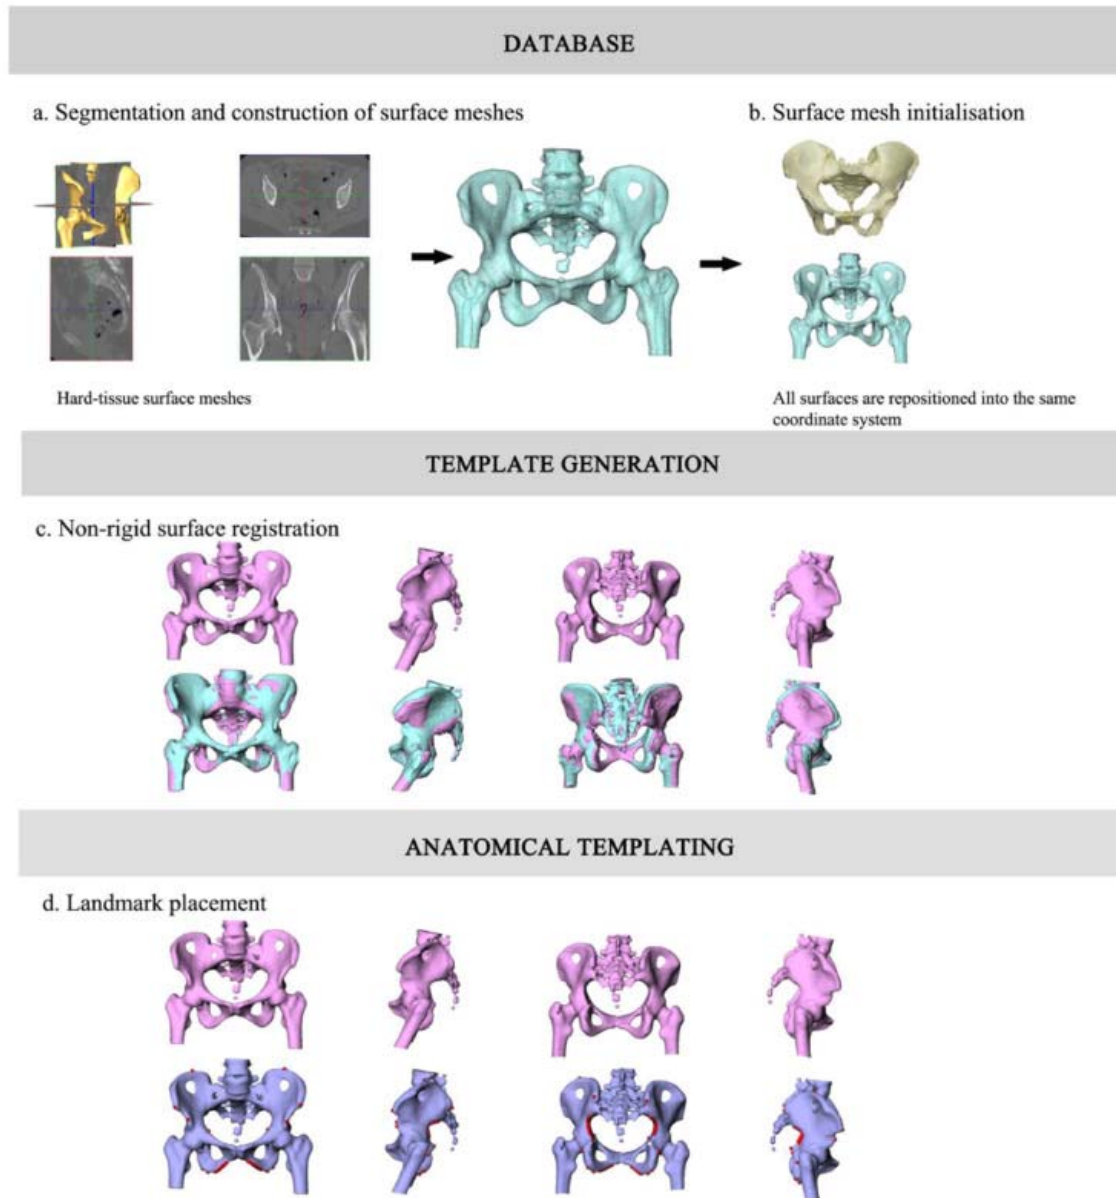 DATABASE
a. Segmentation and construction of surface meshes
b. Surface mesh initialisation
Hard-tissue surface meshes
All surfaces are repositioned into the same
coordinate system
TEMPLATE GENERATION
c. Non-rigid surface registration
ANATOMICAL TEMPLATING
d. Landmark placement